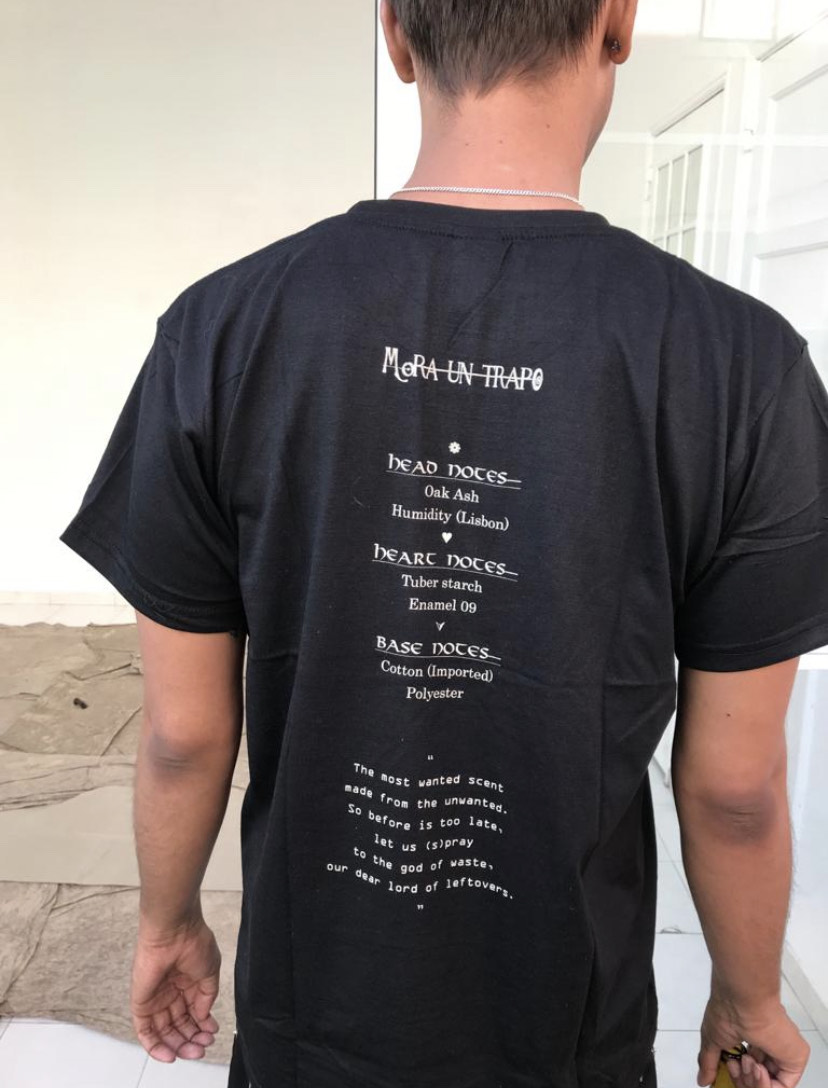 MORA UN TRAPO
HEAD NOTES
Oak Ash
Humidity (Lisbon)
HEART NOTES
Tuber starch
Enamel 09
BASE NOTES
Cotton (Imported)
Polyester
“
The most wanted scent
made from the unwanted.
So before is too late,
let us (s)pray
to the god of waste,
our dear lord of leftovers.
”